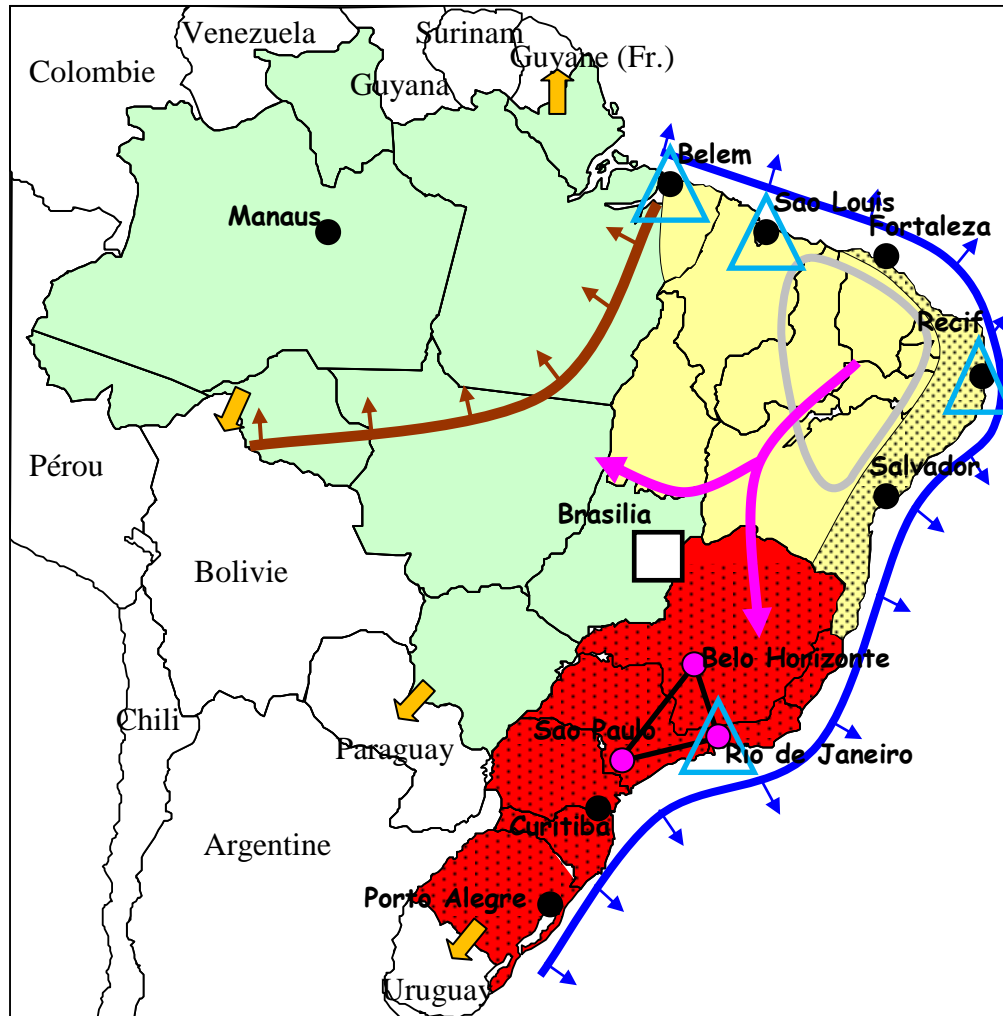 Venezuela
Surinam
Guyane (Fr.)
Colombie
Guyana
Belem
Manaus
Sao Louis
Fortaleza
Recif
Pérou
Salvador
Brasilia
Bolivie
Belo Horizonte
Chili
Sao Paulo
Paraguay
Rio de Janeiro
Curitiba
Argentine
Porto Alegre
Uruguay